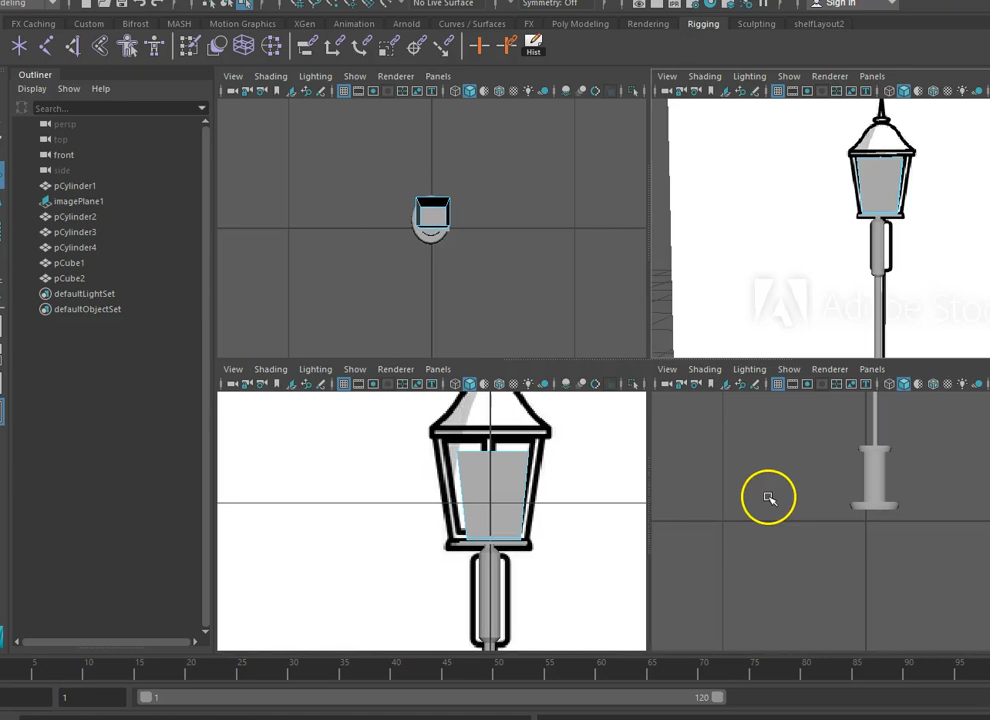 No Live Surface Symmetry: Off Sign In
FX Caching Custom Bifrost MASH Motion Graphics XGen Animation Arnold Curves / Surfaces FX Poly Modeling Rendering Rigging Sculpting shelfLayout2
Hist
Outliner
Display Show Help
Search...
persp
top
front
side
pCylinder1
imagePlane1
pCylinder2
pCylinder3
pCylinder4
pCube1
pCube2
defaultLightSet
defaultObjectSet
View Shading Lighting Show Renderer Panels
View Shading Lighting Show Renderer Panels
Adobe Stoc
View Shading Lighting Show Renderer Panels
View Shading Lighting Show Renderer Panels
5 10 15 20 25 30 35 40 45 50 55 60 65 70 75 80 85 90 95
1 1 120